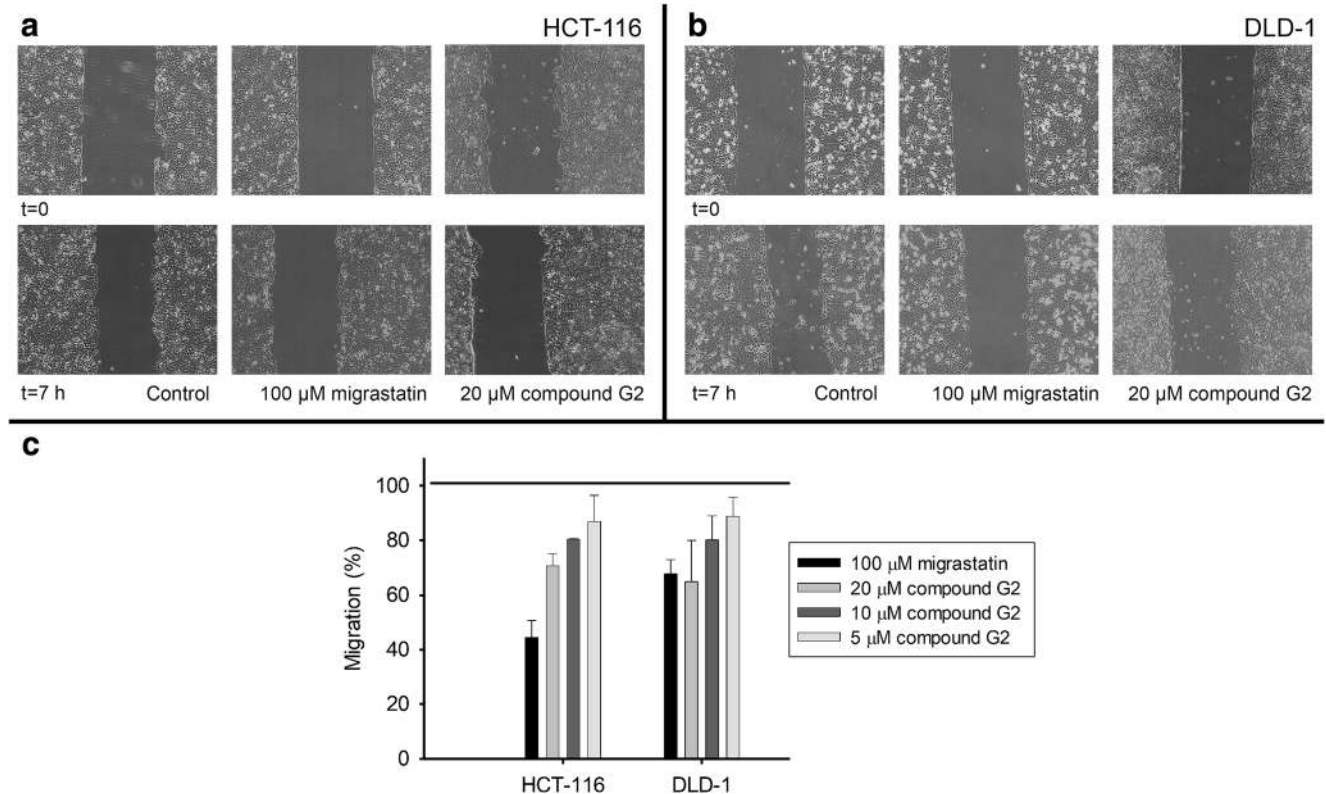 a
HCT-116
t=0
t=7 h
Control
100 μM migrastatin
20 μM compound G2
b
DLD-1
t=0
t=7 h
Control
100 μM migrastatin
20 μM compound G2
c
Migration (%)
100
80
60
40
20
0
HCT-116
DLD-1
100 μM migrastatin
20 μM compound G2
10 μM compound G2
5 μM compound G2